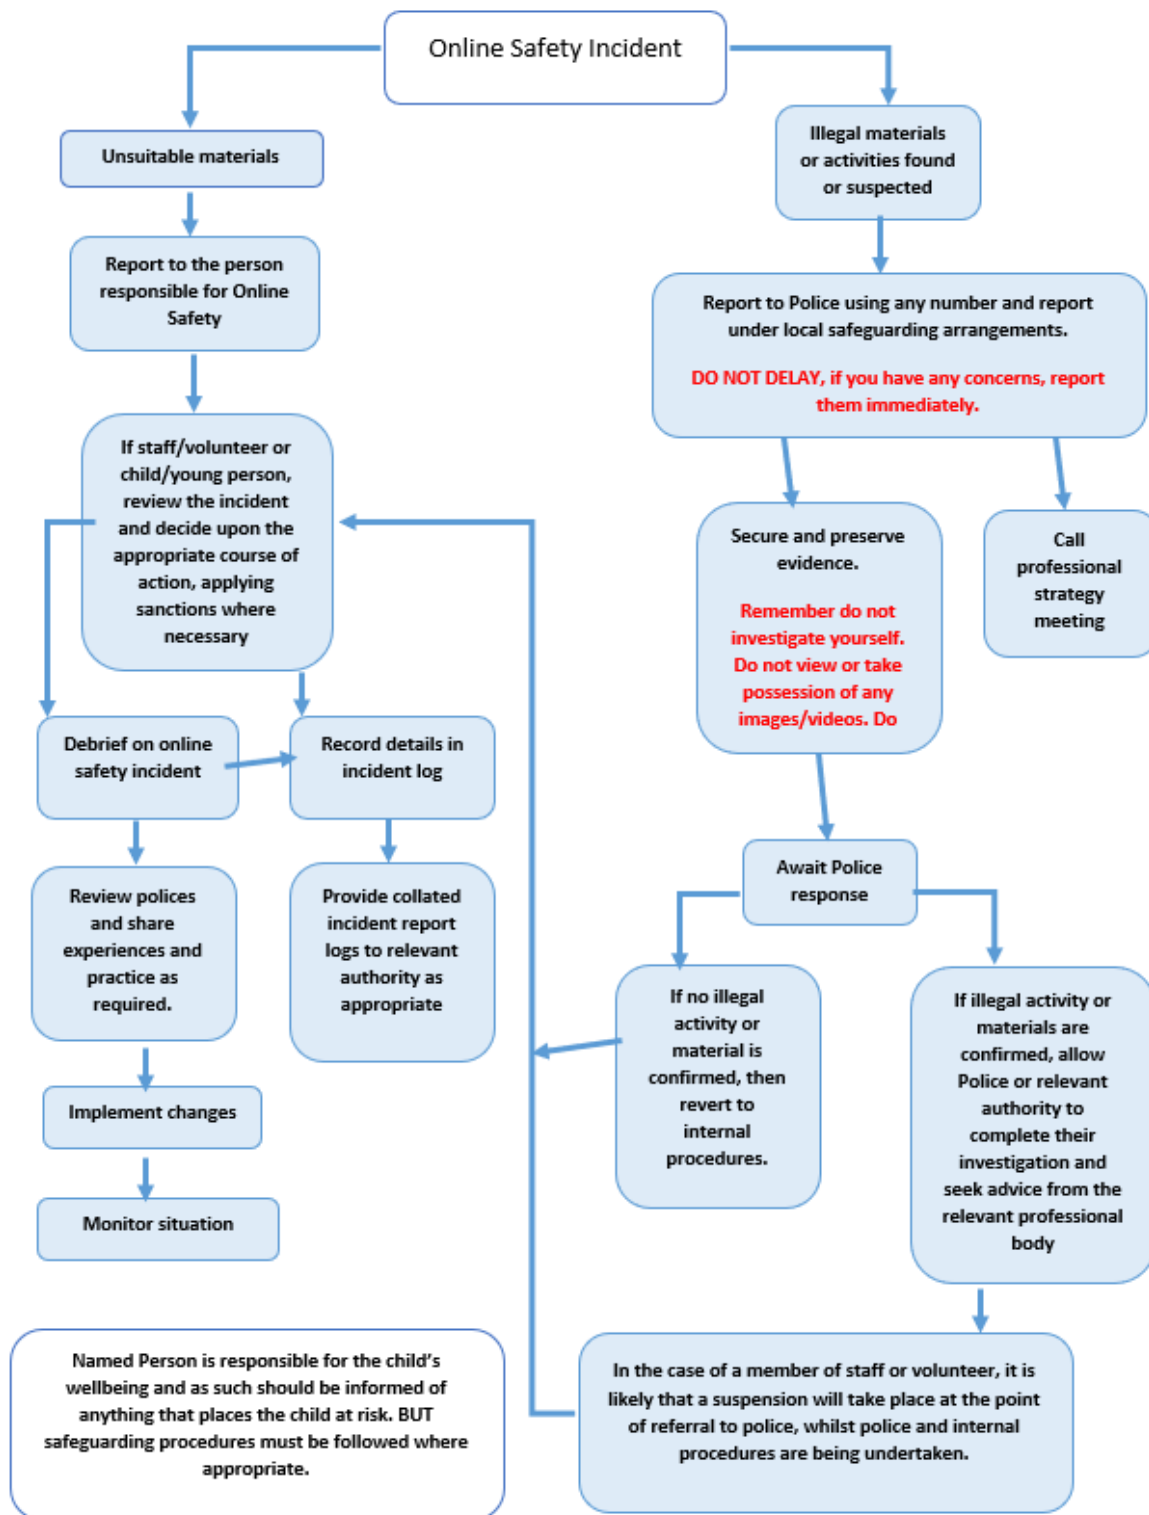 Online Safety Incident
Unsuitable materials
Report to the person
responsible for Online
Safety
If staff/volunteer or
child/young person,
review the incident
and decide upon the
appropriate course of
action, applying
sanctions where
necessary
Debrief on online
safety incident
Record details in
incident log
Review polices
and share
experiences and
practice as
required.
Provide collated
incident report
logs to relevant
authority as
appropriate
Implement changes
Monitor situation
Illegal materials
or activities found
or suspected
Report to Police using any number and report
under local safeguarding arrangements.
DO NOT DELAY, if you have any concerns, report
them immediately.
Secure and preserve
evidence.
Remember do not
investigate yourself.
Do not view or take
possession of any
images/videos. Do
Call
professional
strategy
meeting
Await Police
response
If no illegal
activity or
material is
confirmed, then
revert to
internal
procedures.
If illegal activity or
materials are
confirmed, allow
Police or relevant
authority to
complete their
investigation and
seek advice from the
relevant professional
body
In the case of a member of staff or volunteer, it is
likely that a suspension will take place at the point
of referral to police, whilst police and internal
procedures are being undertaken.
Named Person is responsible for the child's
wellbeing and as such should be informed of
anything that places the child at risk. BUT
safeguarding procedures must be followed where
appropriate.